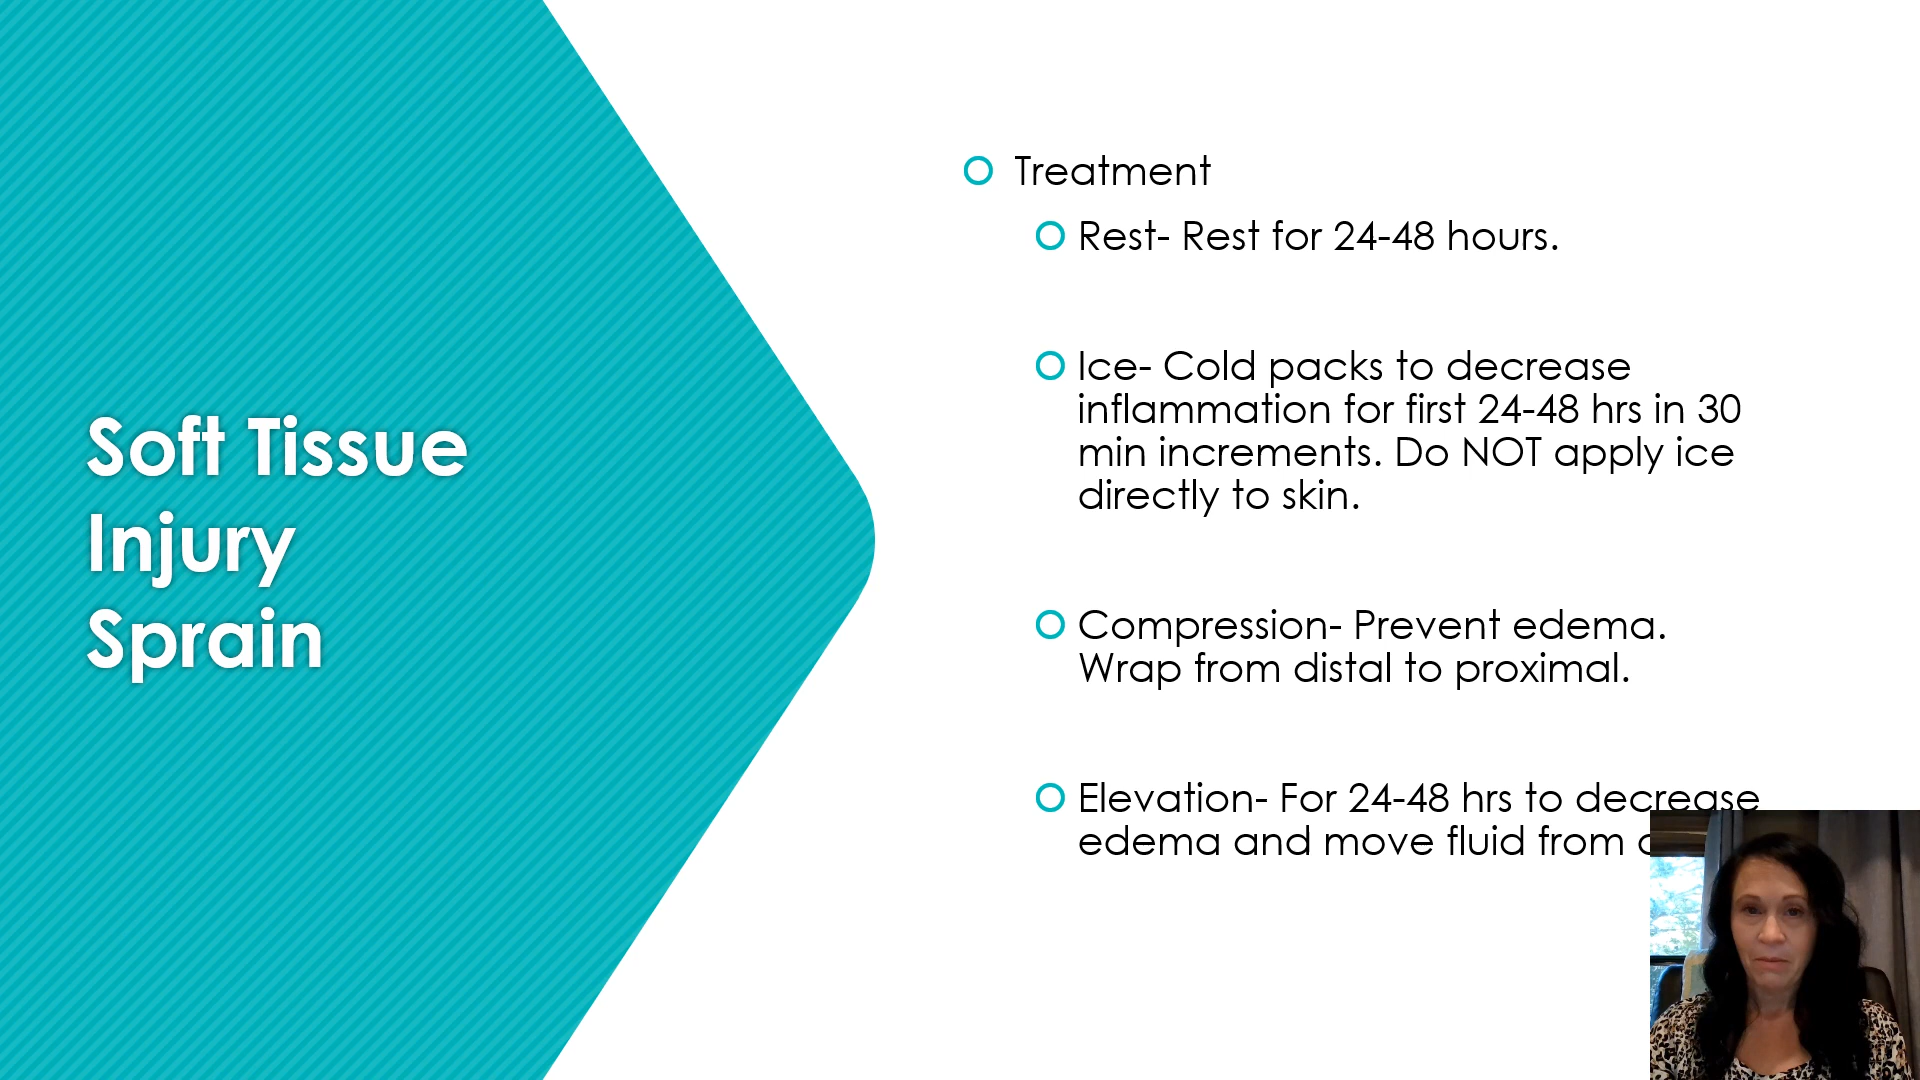 Soft Tissue
Injury
Sprain
Treatment
Rest- Rest for 24-48 hours.
Ice- Cold packs to decrease
inflammation for first 24-48 hrs in 30
min increments. Do NOT apply ice
directly to skin.
Compression- Prevent edema.
Wrap from distal to proximal.
Elevation- For 24-48 hrs to decrease
edema and move fluid from